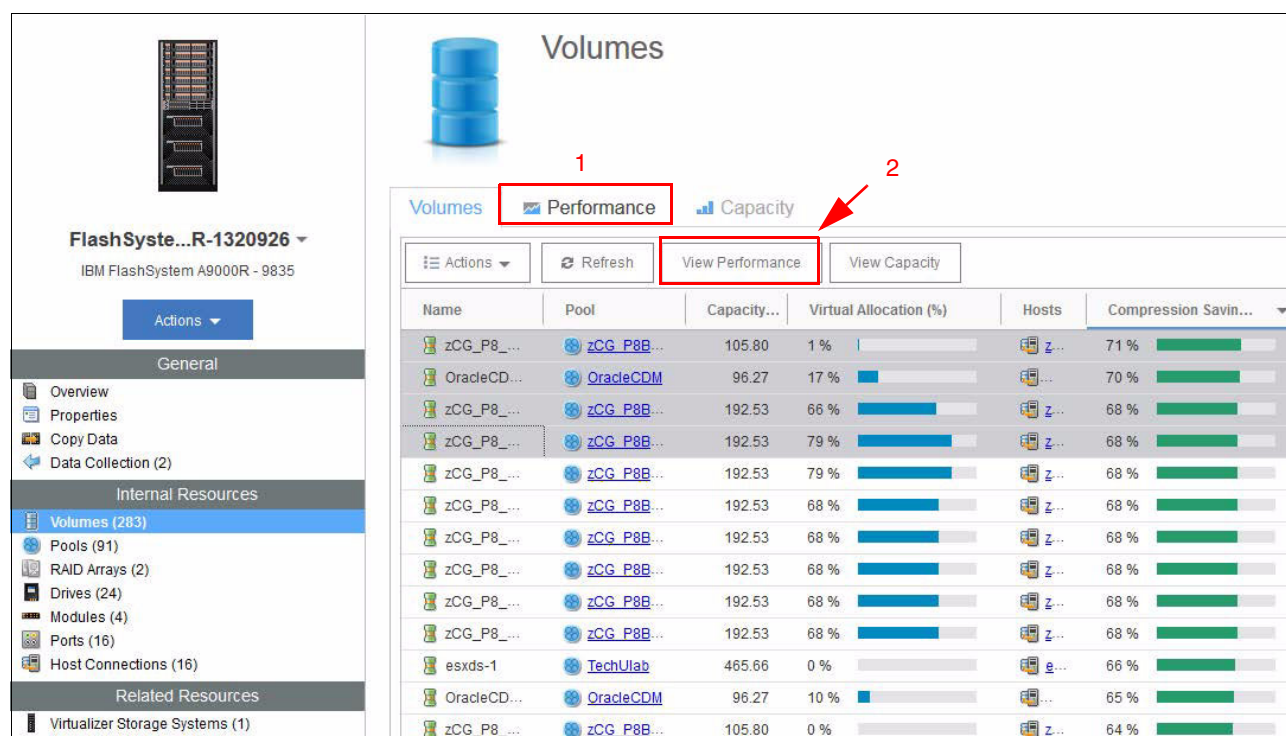 Volumes
1
2
Volumes Performance Capacity
FlashSyste...R-1320926
IBM FlashSystem A9000R - 9835
Actions
General
Overview
Properties
Copy Data
Data Collection (2)
Internal Resources
Volumes (283)
Pools (91)
RAID Arrays (2)
Drives (24)
Modules (4)
Ports (16)
Host Connections (16)
Related Resources
Virtualizer Storage Systems (1)
Actions Refresh View Performance View Capacity
Name Pool Capacity... Virtual Allocation (%) Hosts Compression Savin...
zCG_P8_... zCG_P8B... 105.80 1 % z... 71 %
OracleCD... OracleCDM 96.27 17 % ... 70 %
zCG_P8_... zCG_P8B... 192.53 66 % z... 68 %
zCG_P8_... zCG_P8B... 192.53 79 % z... 68 %
zCG_P8_... zCG_P8B... 192.53 79 % z... 68 %
zCG_P8_... zCG_P8B... 192.53 68 % z... 68 %
zCG_P8_... zCG_P8B... 192.53 68 % z... 68 %
zCG_P8_... zCG_P8B... 192.53 68 % z... 68 %
zCG_P8_... zCG_P8B... 192.53 68 % z... 68 %
zCG_P8_... zCG_P8B... 192.53 68 % z... 68 %
esxds-1 TechUlab 465.66 0 % e... 66 %
OracleCD... OracleCDM 96.27 10 % ... 65 %
zCG_P8_... zCG_P8B... 105.80 0 % z... 64 %